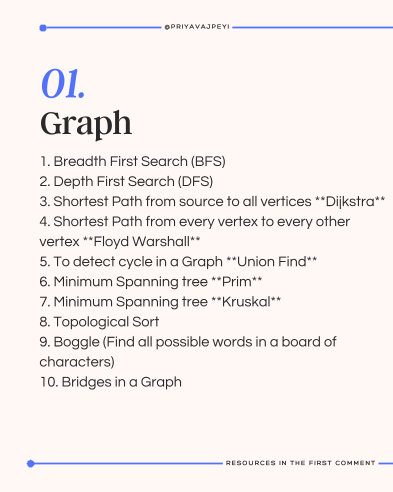 @PRIYAVAJPEYI
01.
Graph
1. Breadth First Search (BFS)
2. Depth First Search (DFS)
3. Shortest Path from source to all vertices **Dijkstra**
4. Shortest Path from every vertex to every other
vertex **Floyd Warshall**
5. To detect cycle in a Graph **Union Find**
6. Minimum Spanning tree **Prim**
7. Minimum Spanning tree **Kruskal**
8. Topological Sort
9. Boggle (Find all possible words in a board of
characters)
10. Bridges in a Graph
RESOURCES IN THE FIRST COMMENT